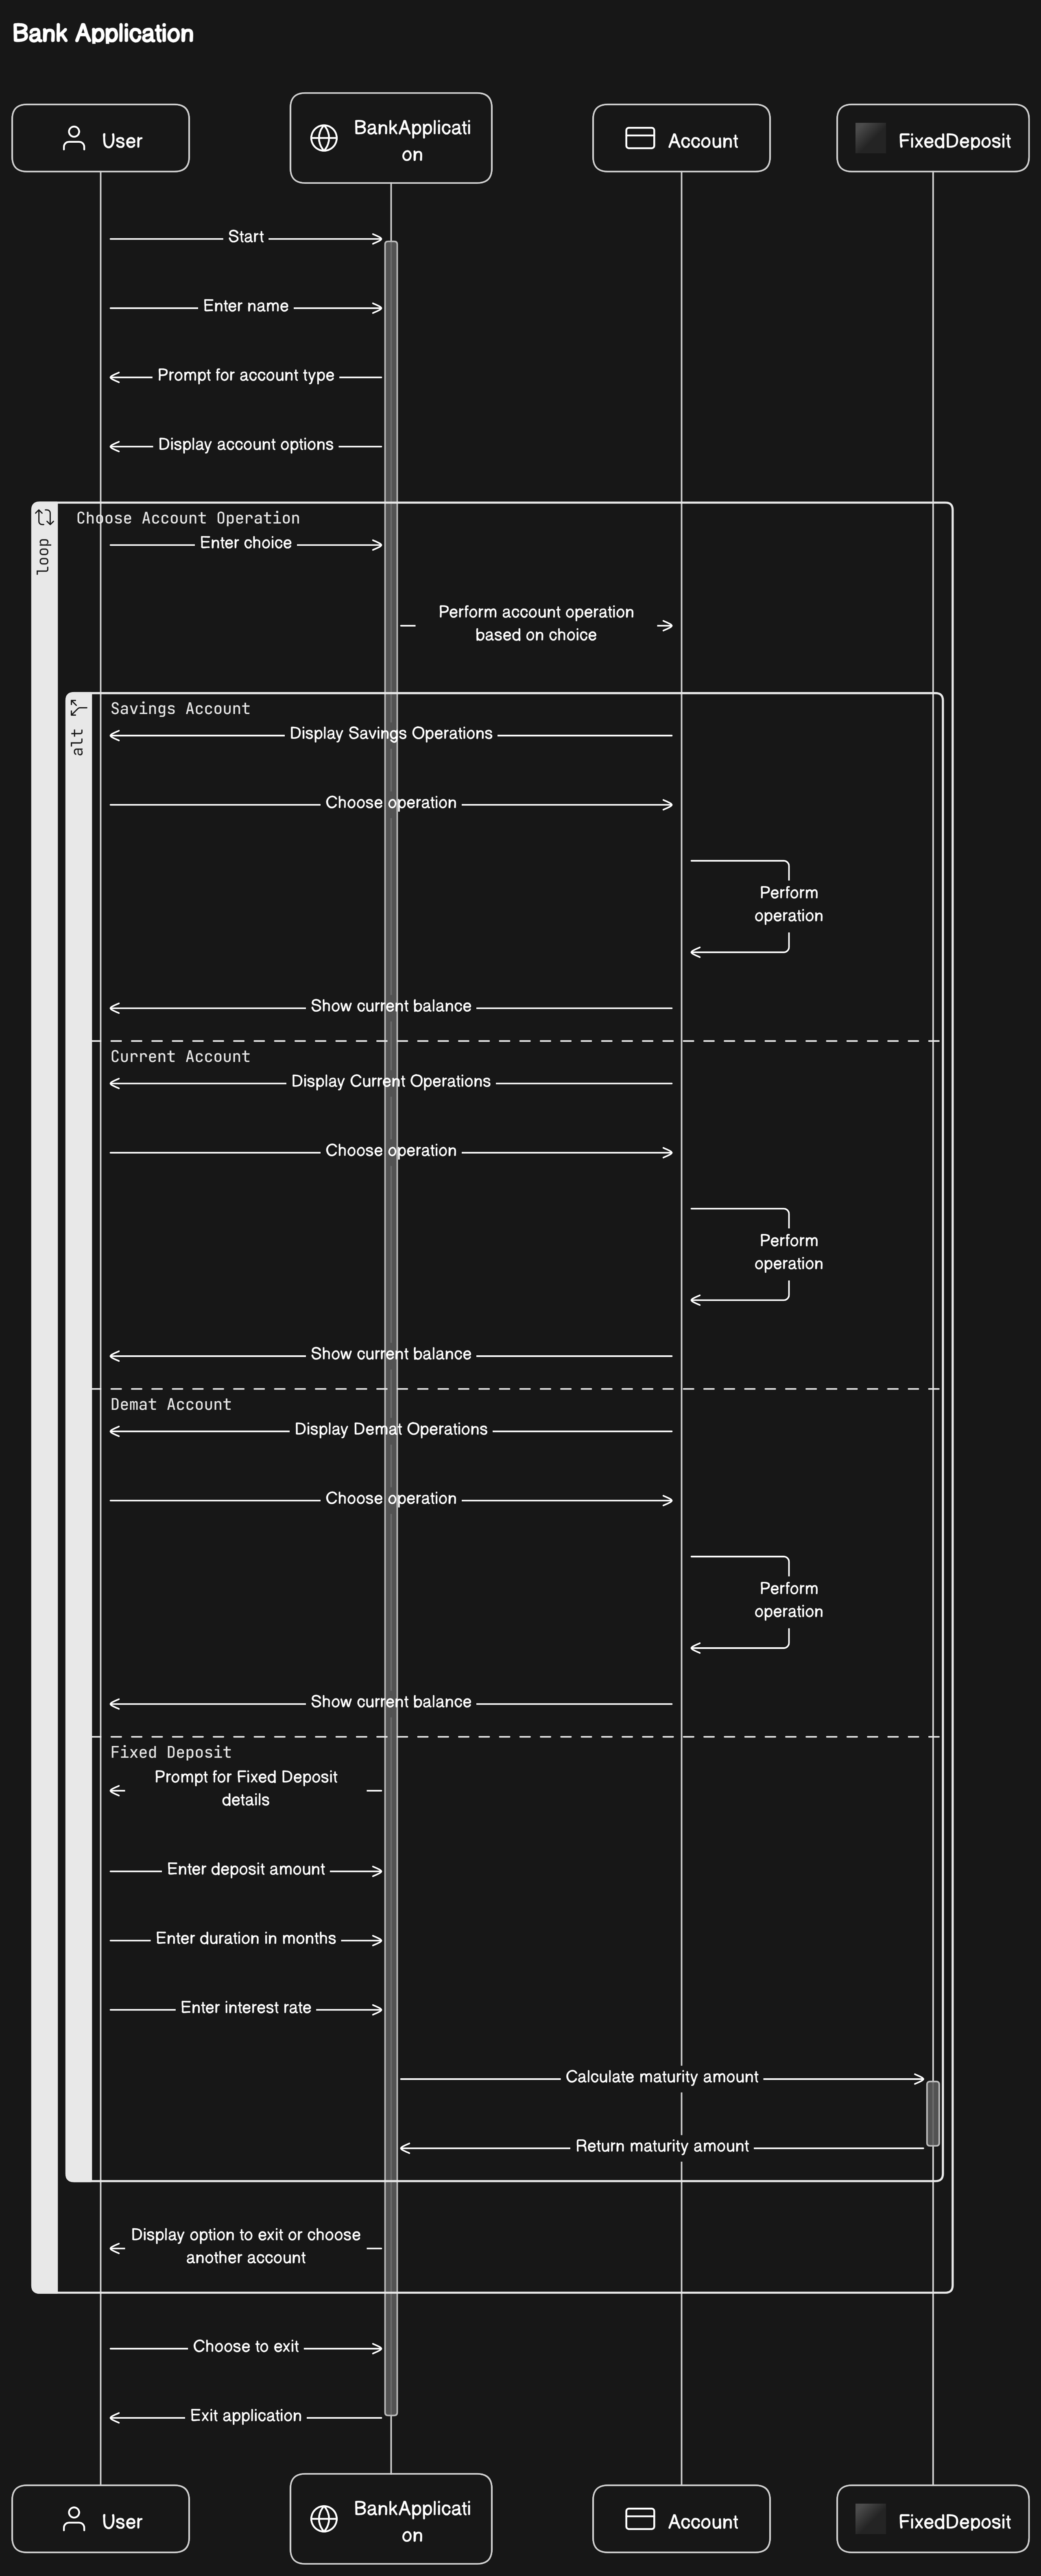 Bank Application
User
BankApplicati
on
Account
FixedDeposit
Start
Enter name
Prompt for account type
Display account options
loop
Choose Account Operation
Enter choice
Perform account operation
based on choice
alt
Savings Account
Display Savings Operations
Choose operation
Perform
operation
Show current balance
Current Account
Display Current Operations
Choose operation
Perform
operation
Show current balance
Demat Account
Display Demat Operations
Choose operation
Perform
operation
Show current balance
Fixed Deposit
Prompt for Fixed Deposit
details
Enter deposit amount
Enter duration in months
Enter interest rate
Calculate maturity amount
Return maturity amount
Display option to exit or choose
another account
Choose to exit
Exit application
User
BankApplicati
on
Account
FixedDeposit